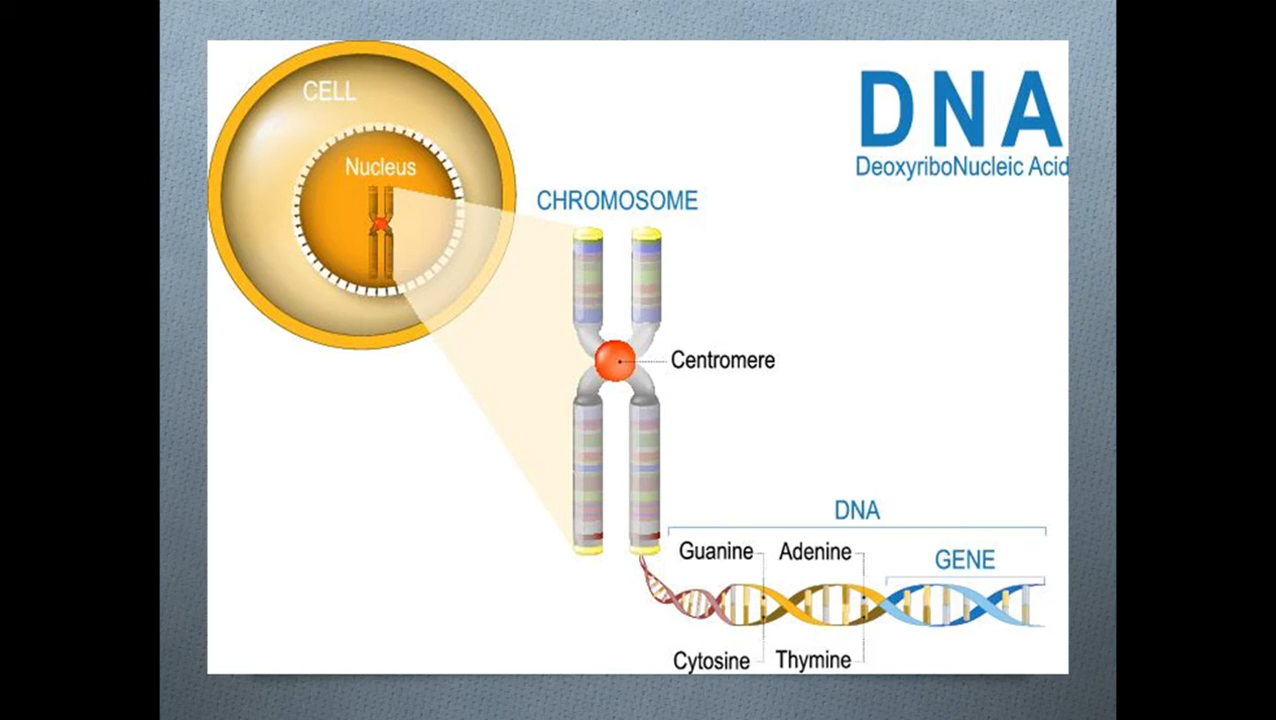 CELL
Nucleus
DNA
DeoxyriboNucleic Acid
CHROMOSOME
Centromere
DNA
Guanine
Adenine
GENE
Cytosine
Thymine